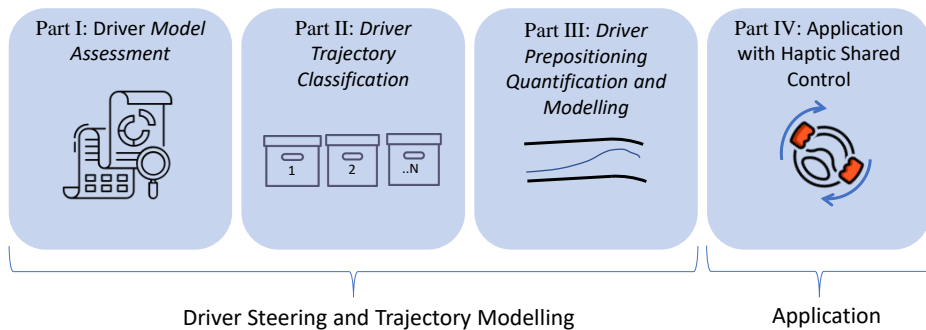 Part I: Driver Model
Assessment
Part II: Driver
Trajectory
Classification
1
2
..N
Part III: Driver
Prepositioning
Quantification and
Modelling
Part IV: Application
with Haptic Shared
Control
Driver Steering and Trajectory Modelling
Application